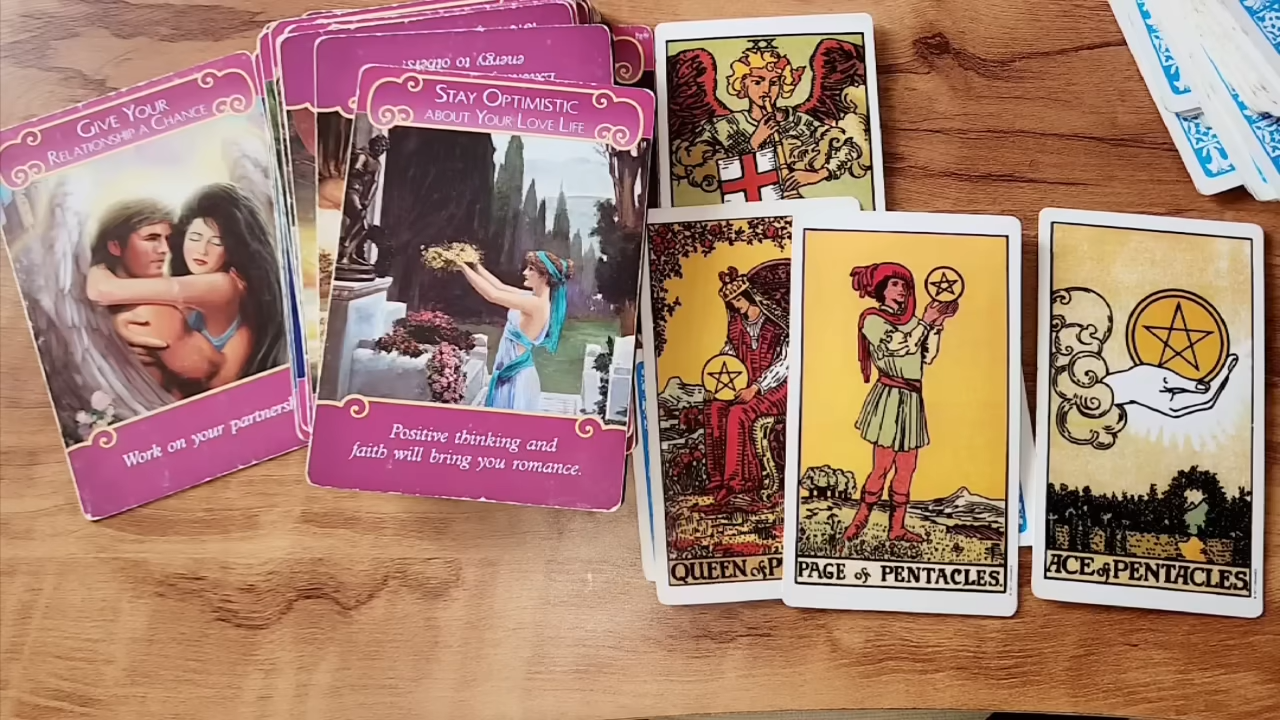 GIVE YOUR
RELATIONSHIP A CHANCE
Work on your partnersh
energy to others.
STAY OPTIMISTIC
ABOUT YOUR LOVE LIFE
Positive thinking and
faith will bring you romance.
XX
QUEEN of P
PAGE of PENTACLES.
ACE of PENTACLES.